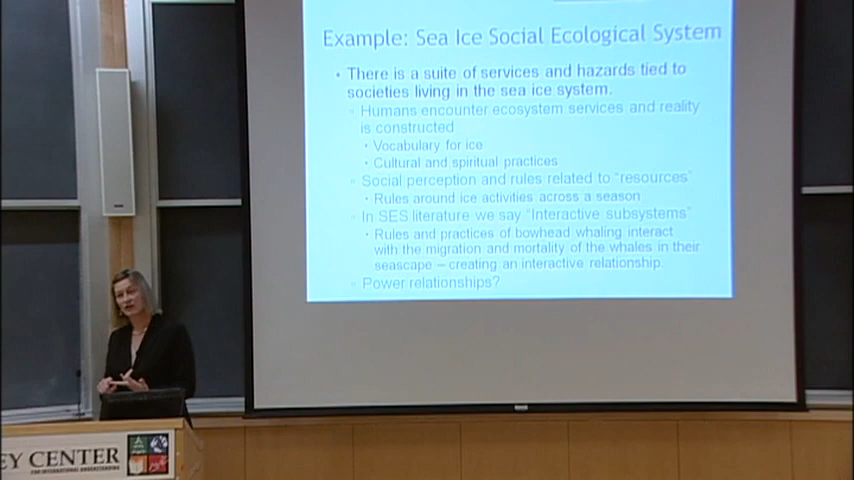 Example: Sea Ice Social Ecological System
• There is a suite of services and hazards tied to
societies living in the sea ice system.
Humans encounter ecosystem services and reality
is constructed
• Vocabulary for ice
• Cultural and spiritual practices
Social perception and rules related to “resources”
• Rules around ice activities across a season
In SES literature we say “Interactive subsystems”
• Rules and practices of bowhead whaling interact
with the migration and mortality of the whales in their
seascape – creating an interactive relationship.
Power relationships?
EY CENTER
FOR INTERNATIONAL UNDERSTANDING